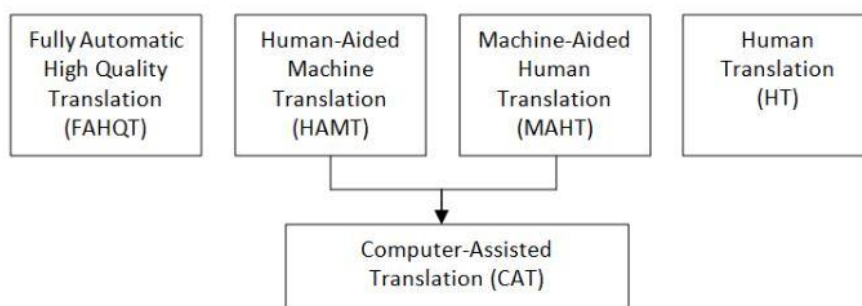 Fully Automatic
High Quality
Translation
(FAHQT)
Human-Aided
Machine
Translation
(HAMT)
Machine-Aided
Human
Translation
(MAHT)
Human
Translation
(HT)
Computer-Assisted
Translation (CAT)